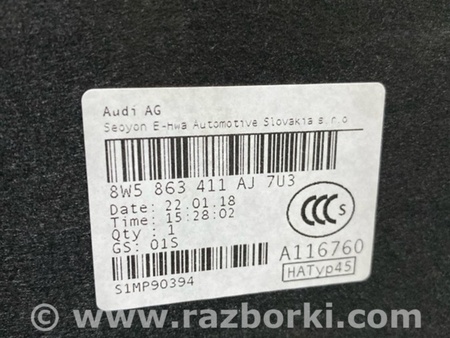 Audi AG
Seoyon E-hwa Automotive Slovakia s.r.o
8W5 863 411 AJ 7U3
Date: 22.01.18
Time: 15:28:02
Qty : 1
GS: 01S
CCC S
A116760
HATyp45
S1MP90394
© www.razborki.com